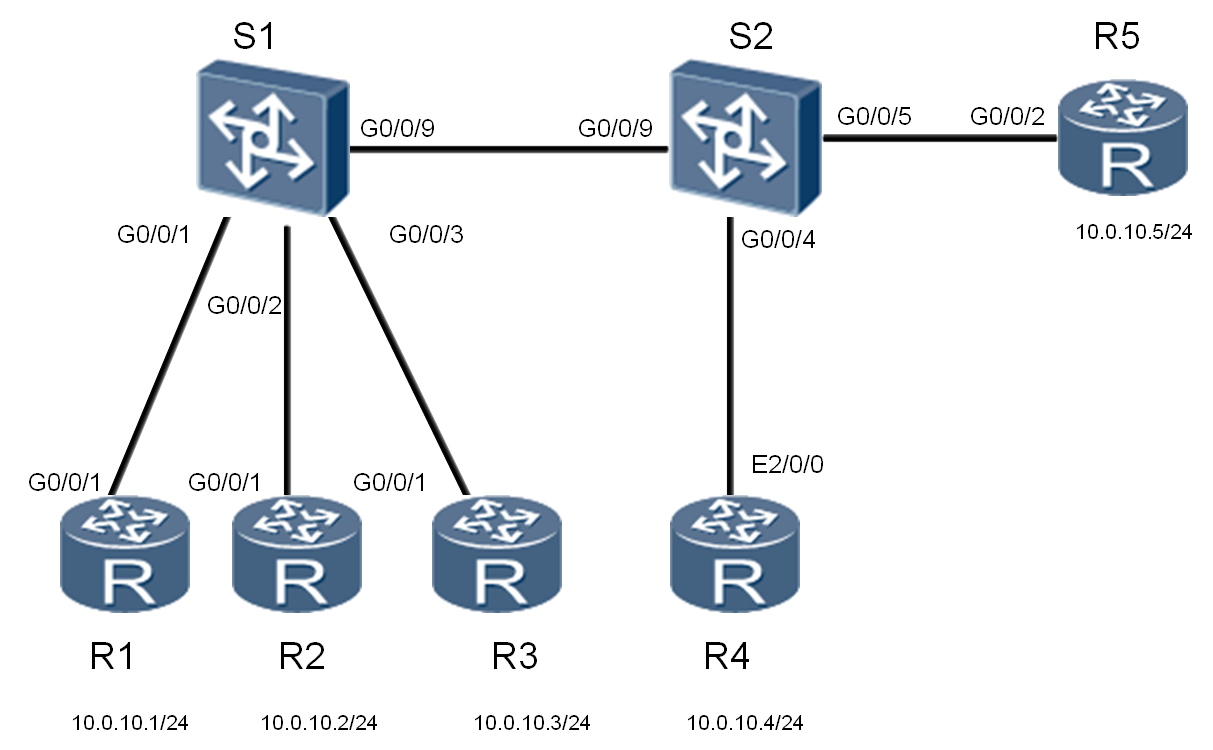 S1
S2
R5
G0/0/9
G0/0/9
G0/0/5
G0/0/2
G0/0/1
G0/0/3
G0/0/4
10.0.10.5/24
G0/0/2
E2/0/0
G0/0/1
G0/0/1
G0/0/1
R
R
R
R
R
R1
R2
R3
R4
10.0.10.1/24
10.0.10.2/24
10.0.10.3/24
10.0.10.4/24